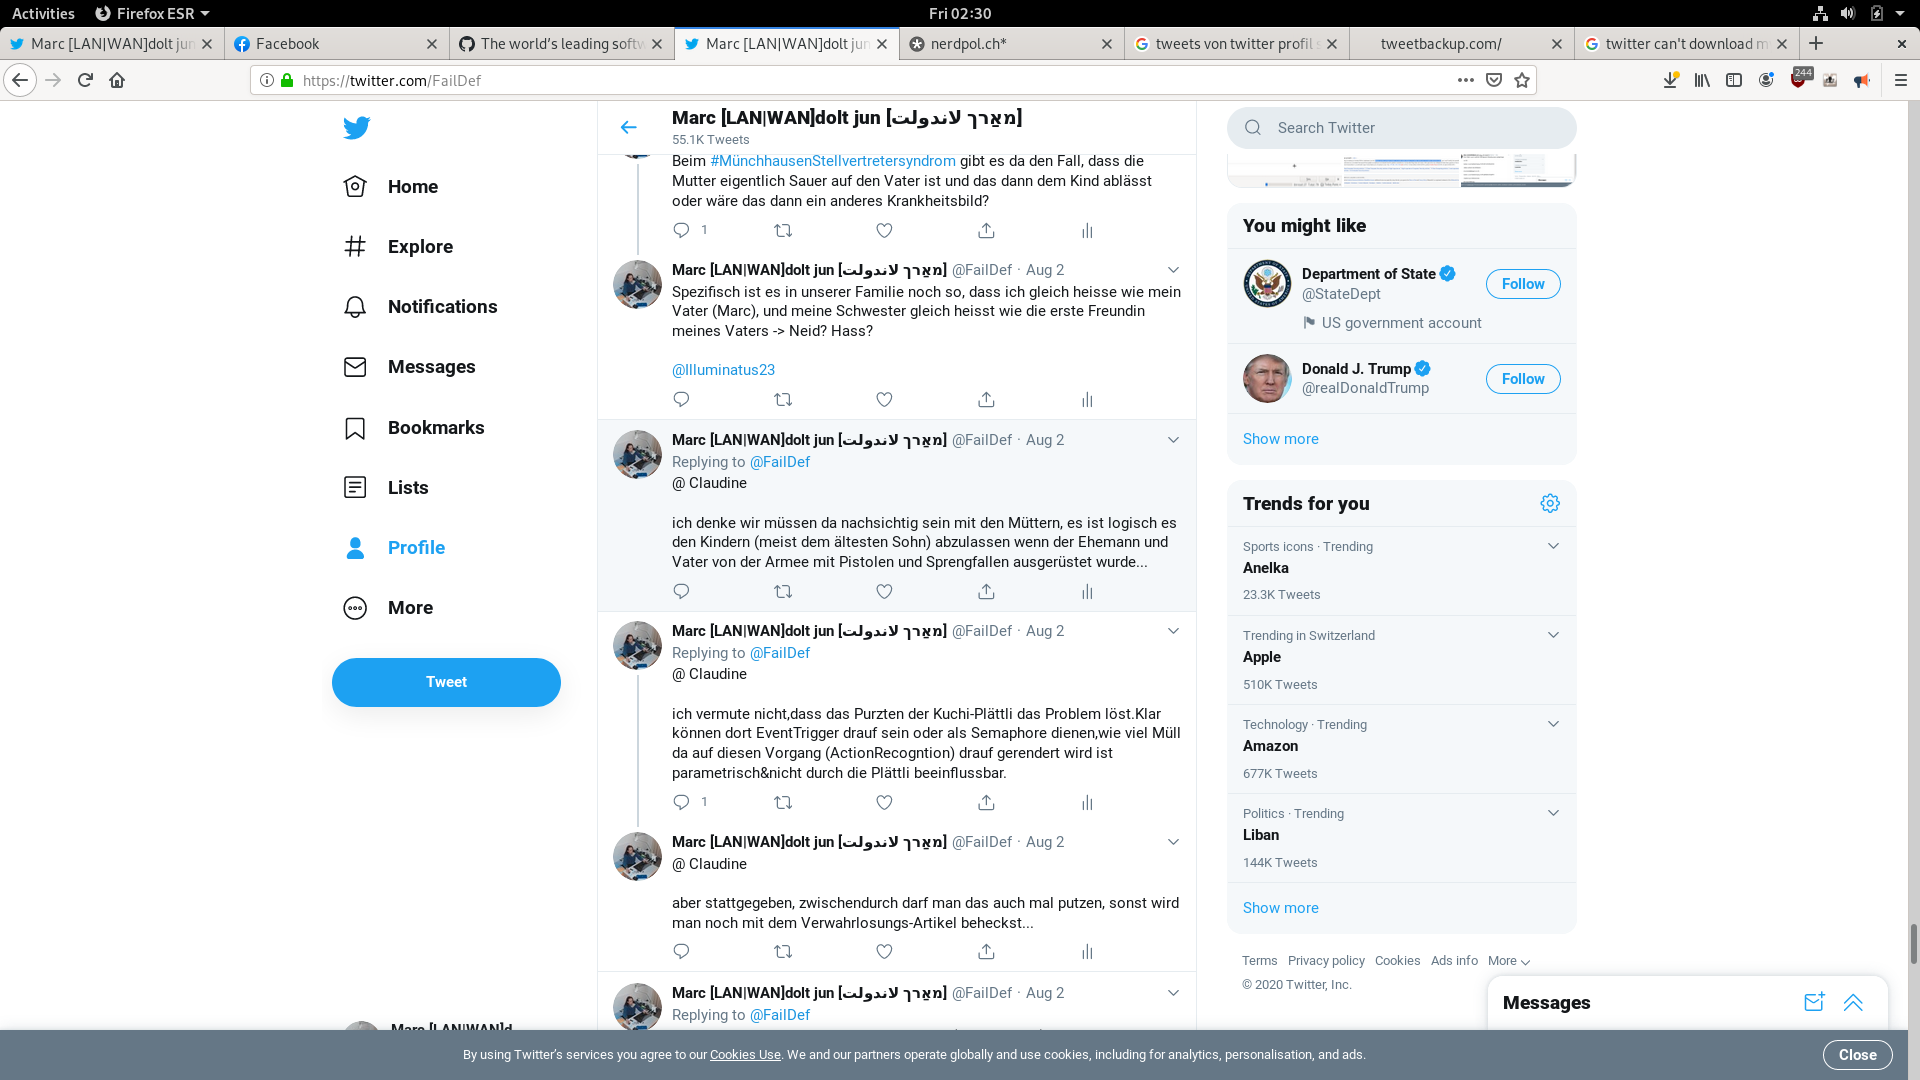 Activities
Firefox ESR
Fri 02:30
Marc [LAN|WAN]dolt jun
Facebook
The world's leading softw
Marc [LAN|WAN]dolt jun
nerdpol.ch*
tweets von twitter profil s
tweetbackup.com/
twitter can't download m
https://twitter.com/FailDef
244
Home
Explore
Notifications
Messages
Bookmarks
Lists
Profile
More
Tweet
Marc [LAN|WAN]d
Marc [LAN|WAN]dolt jun [מאַרך לאנדולת]
55.1K Tweets
Beim #MünchhausenStellvertretersyndrom gibt es da den Fall, dass die
Mutter eigentlich Sauer auf den Vater ist und das dann dem Kind ablässt
oder wäre das dann ein anderes Krankheitsbild?
1
Marc [LAN|WAN]dolt jun [מאַרך לאנדולת] @FailDef · Aug 2
Spezifisch ist es in unserer Familie noch so, dass ich gleich heisse wie mein
Vater (Marc), und meine Schwester gleich heisst wie die erste Freundin
meines Vaters -> Neid? Hass?
@Illuminatus23
Marc [LAN|WAN]dolt jun [מאַרך לאנדולת] @FailDef · Aug 2
Replying to @FailDef
@ Claudine
ich denke wir müssen da nachsichtig sein mit den Müttern, es ist logisch es
den Kindern (meist dem ältesten Sohn) abzulassen wenn der Ehemann und
Vater von der Armee mit Pistolen und Sprengfallen ausgerüstet wurde...
Marc [LAN|WAN]dolt jun [מאַרך לאנדולת] @FailDef · Aug 2
Replying to @FailDef
@ Claudine
ich vermute nicht,dass das Purzten der Kuchi-Plättli das Problem löst.Klar
können dort EventTrigger drauf sein oder als Semaphore dienen,wie viel Müll
da auf diesen Vorgang (ActionRecogntion) drauf gerendert wird ist
parametrisch&nicht durch die Plättli beeinflussbar.
1
Marc [LAN|WAN]dolt jun [מאַרך לאנדולת] @FailDef · Aug 2
@ Claudine
aber stattgegeben, zwischendurch darf man das auch mal putzen, sonst wird
man noch mit dem Verwahrlosungs-Artikel beheckst...
Marc [LAN|WAN]dolt jun [מאַרך לאנדולת] @FailDef · Aug 2
Replying to @FailDef
Search Twitter
You might like
Department of State
@StateDept
US government account
Follow
Donald J. Trump
@realDonaldTrump
Follow
Show more
Trends for you
Sports icons · Trending
Anelka
23.3K Tweets
Trending in Switzerland
Apple
510K Tweets
Technology · Trending
Amazon
677K Tweets
Politics · Trending
Liban
144K Tweets
Show more
Terms Privacy policy Cookies Ads info More
© 2020 Twitter, Inc.
Messages
By using Twitter's services you agree to our Cookies Use. We and our partners operate globally and use cookies, including for analytics, personalisation, and ads.
Close